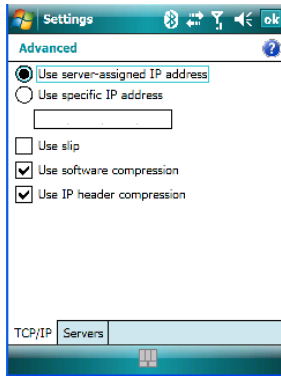 Settings
ok
Advanced
?
Use server-assigned IP address
Use specific IP address
. . .
Use slip
Use software compression
Use IP header compression
TCP/IP Servers